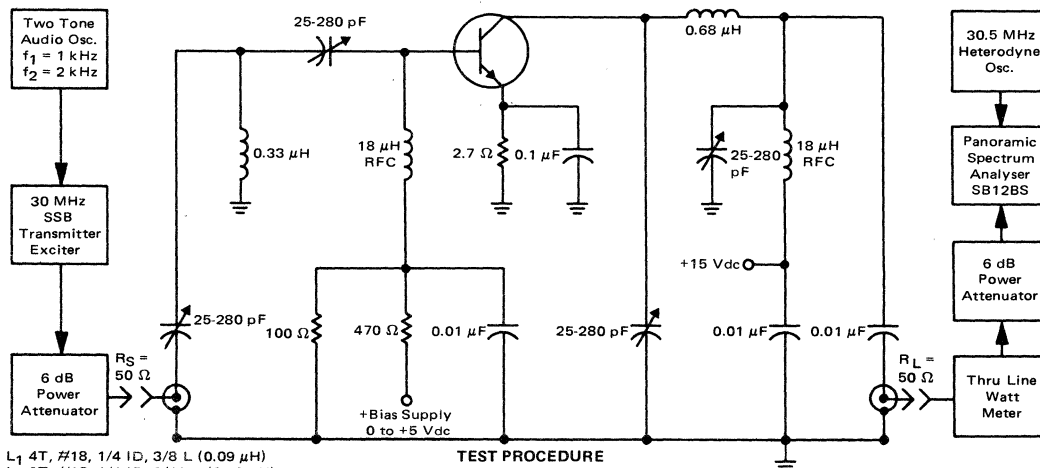 Two Tone
Audio Osc.
f1 = 1 kHz
f2 = 2 kHz
30 MHz
SSB
Transmitter
Exciter
6 dB
Power
Attenuator
RS =
50 Ω
25-280 pF
25-280 pF
0.33 μH
18 μH
RFC
2.7 Ω
0.1 μF
100 Ω
470 Ω
0.01 μF
+Bias Supply
0 to +5 Vdc
0.68 μH
25-280
pF
18 μH
RFC
+15 Vdc
25-280 pF
0.01 μF
0.01 μF
RL =
50 Ω
30.5 MHz
Heterodyne
Osc.
Panoramic
Spectrum
Analyser
SB12BS
6 dB
Power
Attenuator
Thru Line
Watt
Meter
L1 4T, #18, 1/4 ID, 3/8 L (0.09 μH)
TEST PROCEDURE